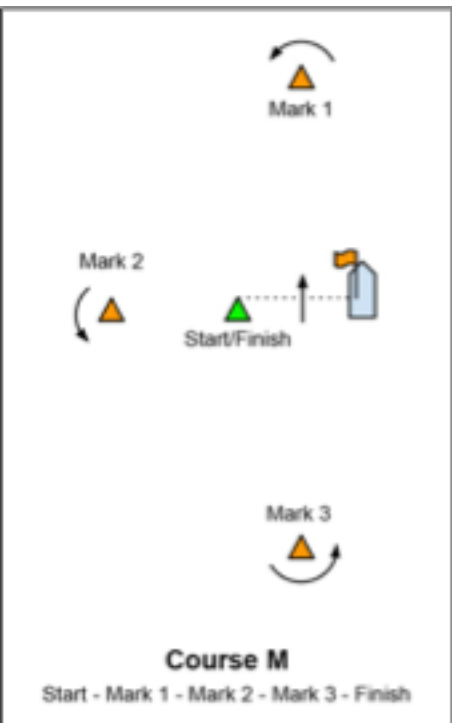 Mark 1
Mark 2
Start/Finish
Mark 3
Course M
Start - Mark 1 - Mark 2 - Mark 3 - Finish